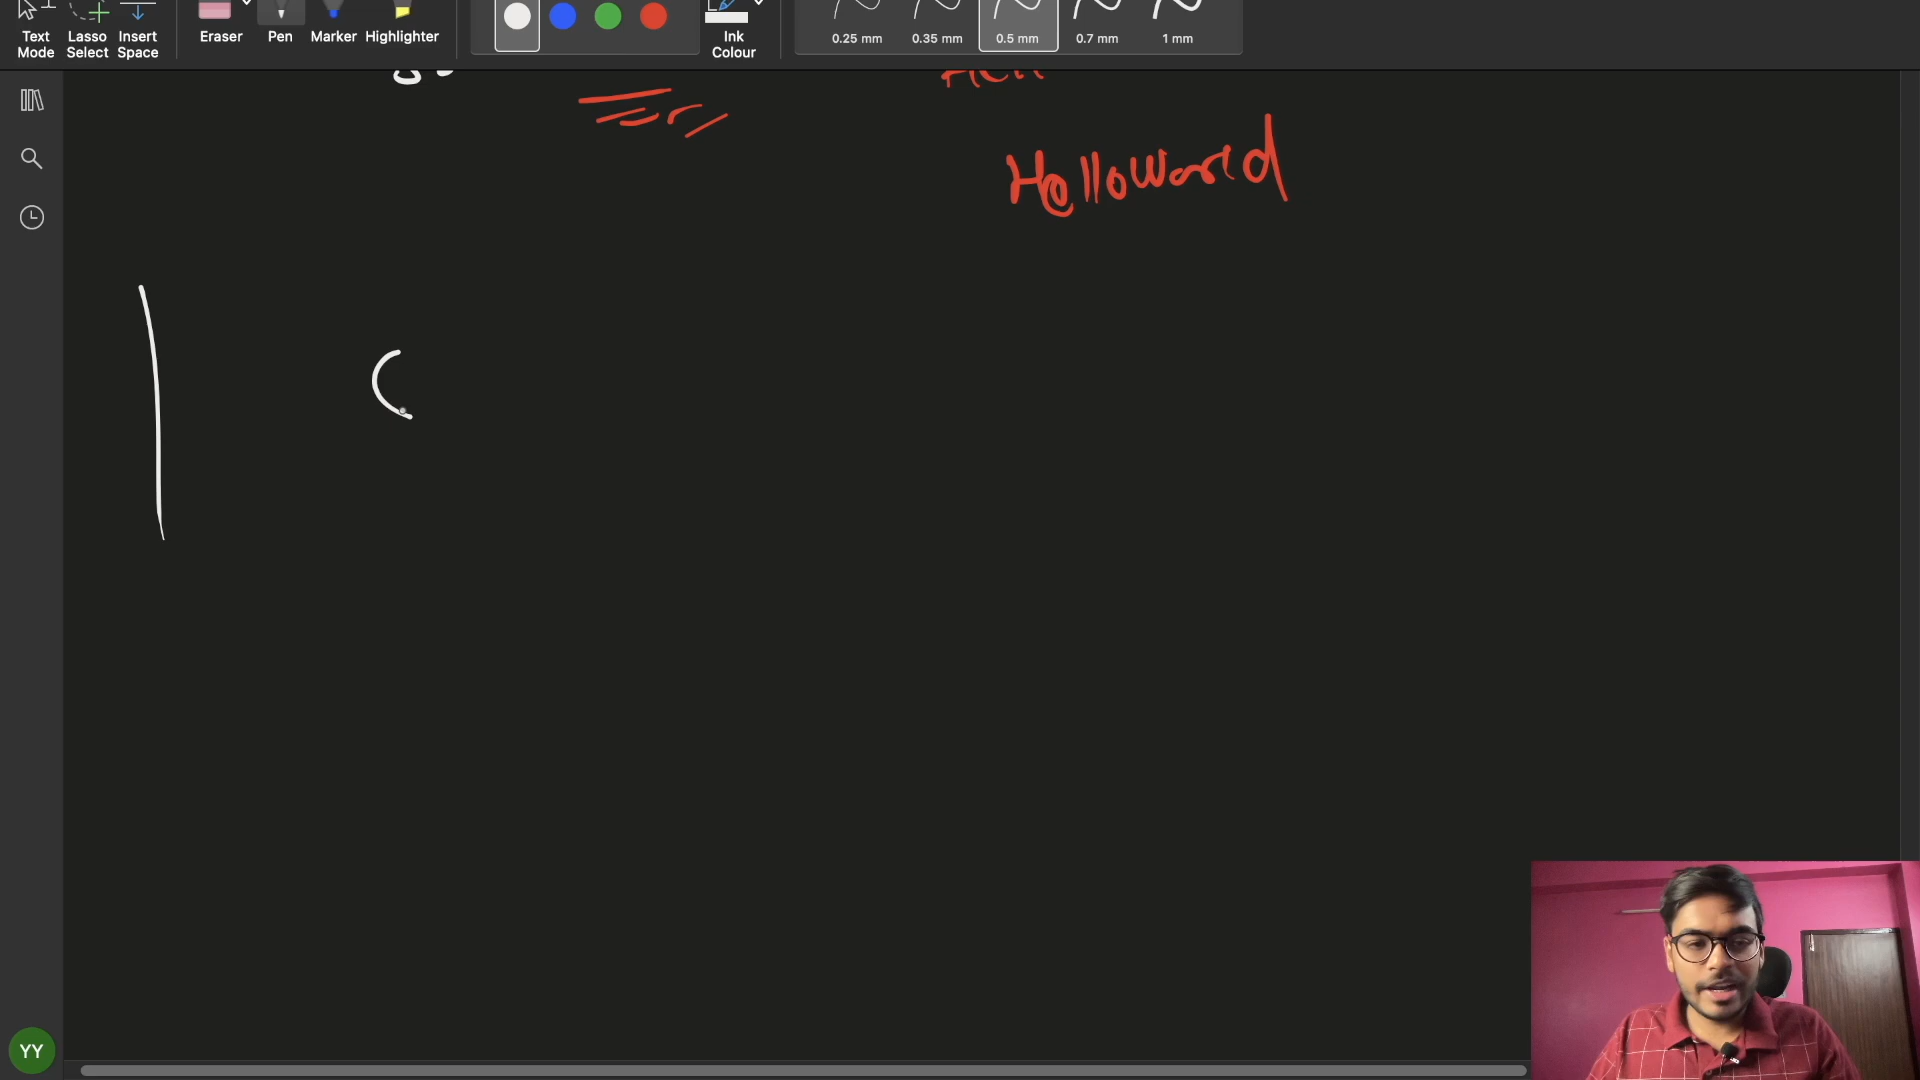 Text Mode
Lasso Select
Insert Space
Eraser
Pen
Marker
Highlighter
Ink Colour
0.25 mm
0.35 mm
0.5 mm
0.7 mm
1 mm
HelloWorld
YY